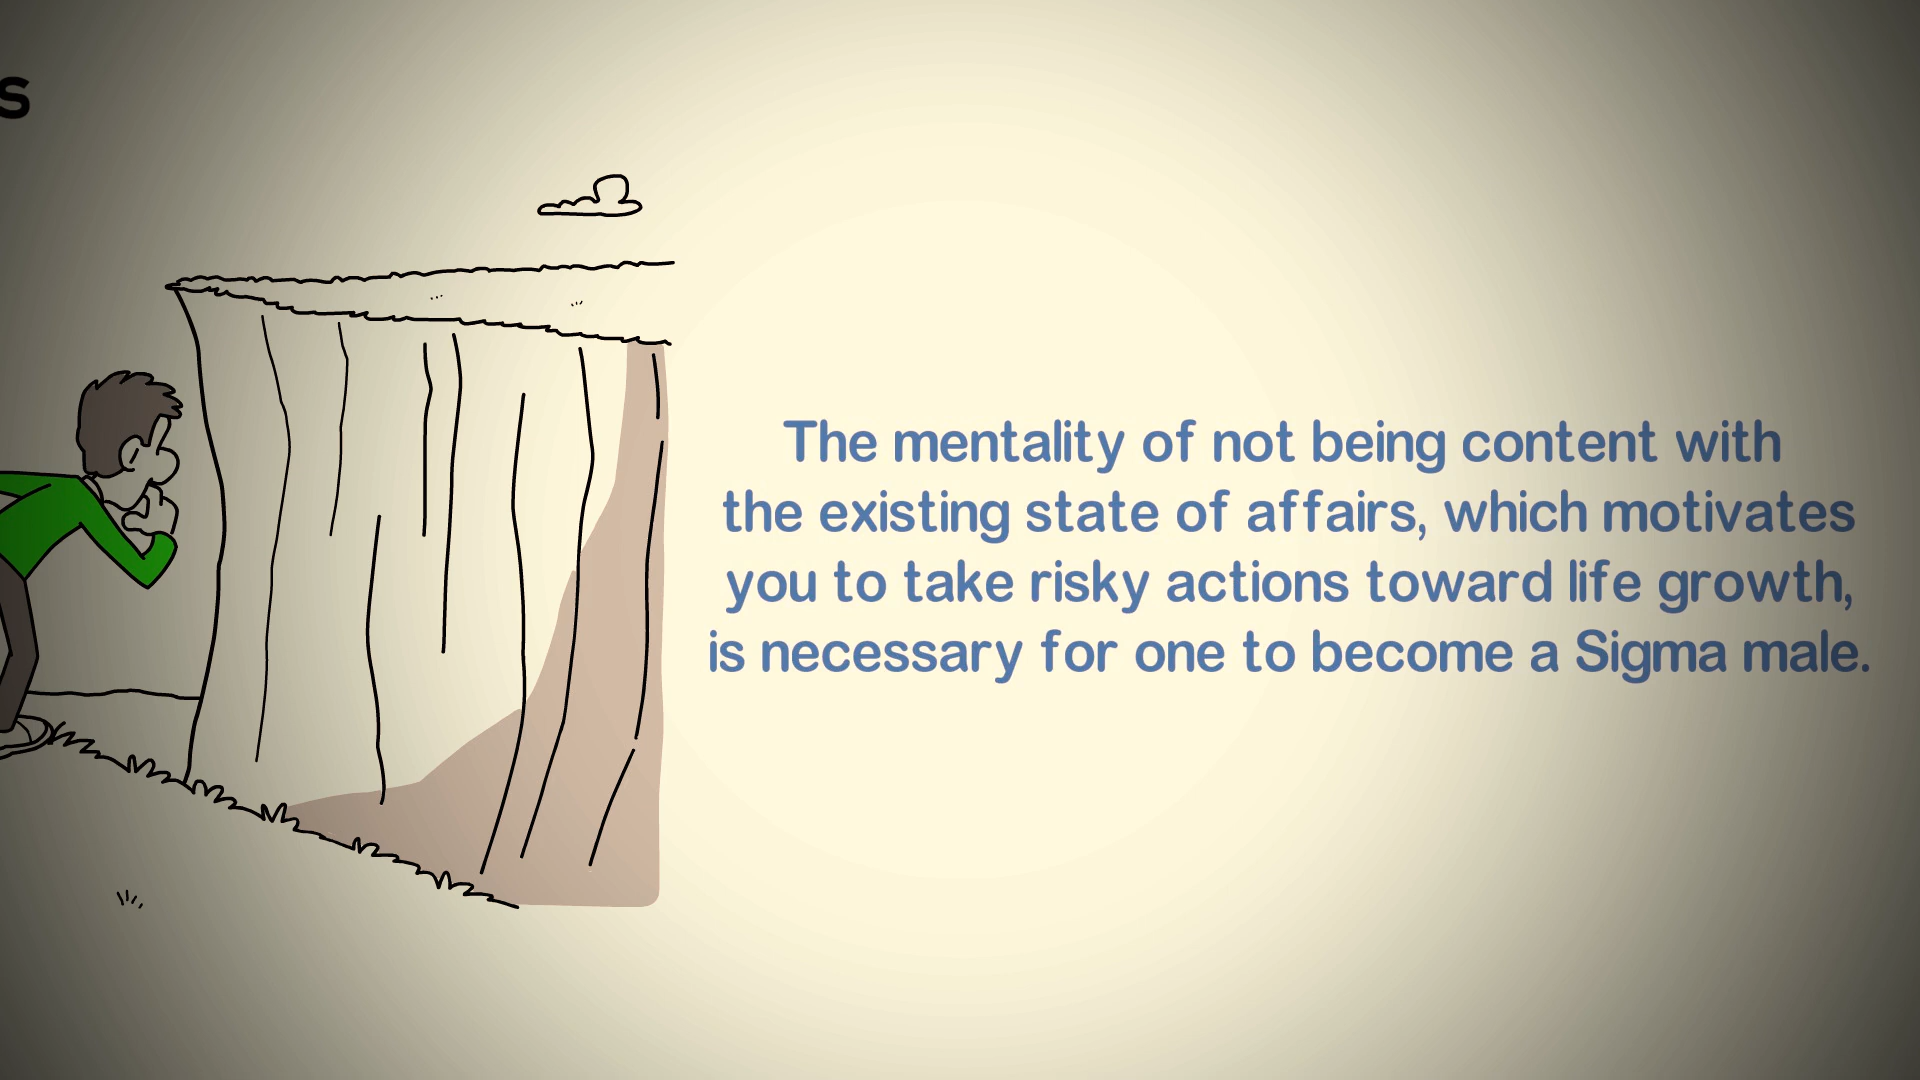 s
The mentality of not being content with
the existing state of affairs, which motivates
you to take risky actions toward life growth,
is necessary for one to become a Sigma male.